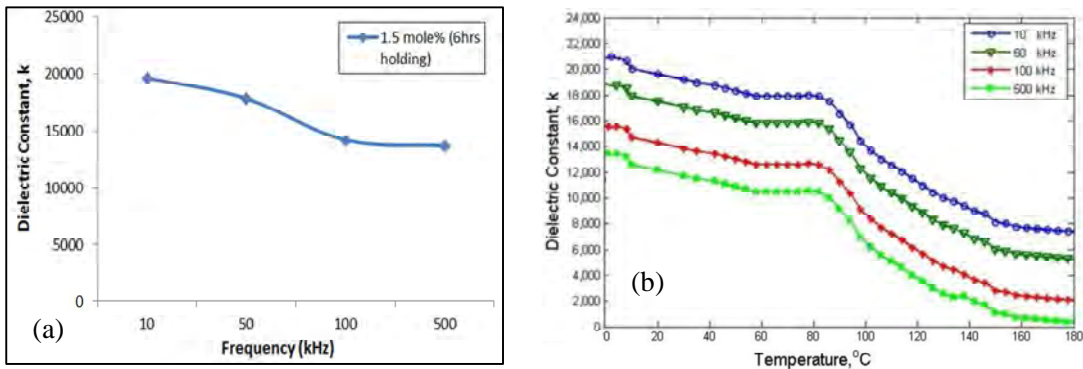 25000
20000
15000
10000
5000
0
Dielectric Constant, k
1.5 mole% (6hrs
holding)
10 50 100 500
Frequency (kHz)
(a)
24,000
22,000
20,000
18,000
16,000
14,000
12,000
10,000
8,000
6,000
4,000
2,000
0
Dielectric Constant, k
10 kHz
60 kHz
100 kHz
500 kHz
0 20 40 60 80 100 120 140 160 180
Temperature, °C
(b)